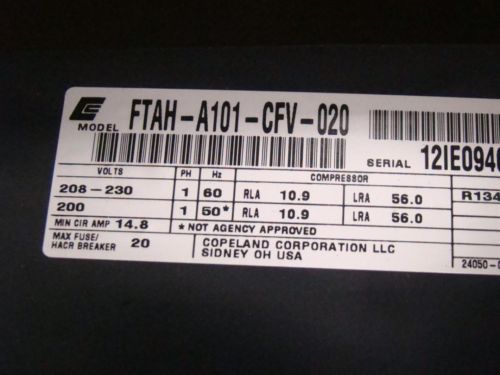 MODEL FTAH-A101-CFV-020
SERIAL 12IE094
VOLTS PH Hz COMPRESSOR
208-230 1 60 RLA 10.9 LRA 56.0 R134
200 1 50* RLA 10.9 LRA 56.0
MIN CIR AMP 14.8 * NOT AGENCY APPROVED
MAX FUSE/
HACR BREAKER 20
COPELAND CORPORATION LLC
SIDNEY OH USA
24050-